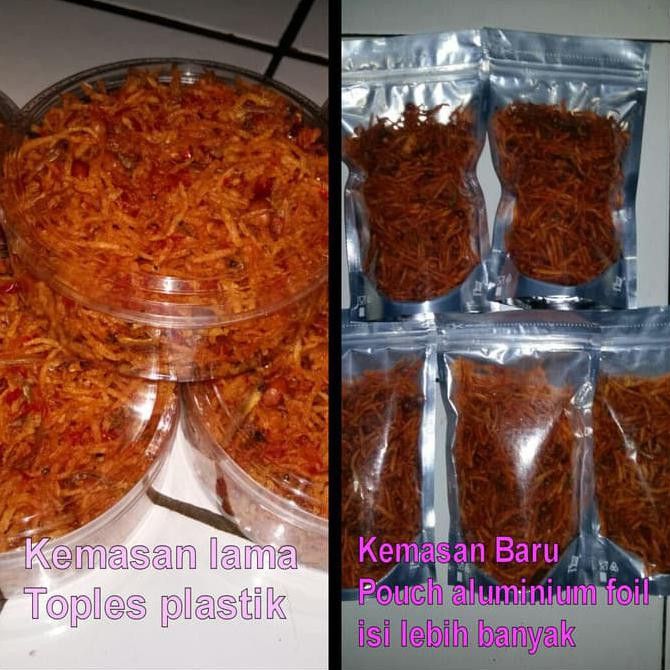 Kemasan lama
Toples plastik
Kemasan Baru
Pouch aluminium foil
isi lebih banyak